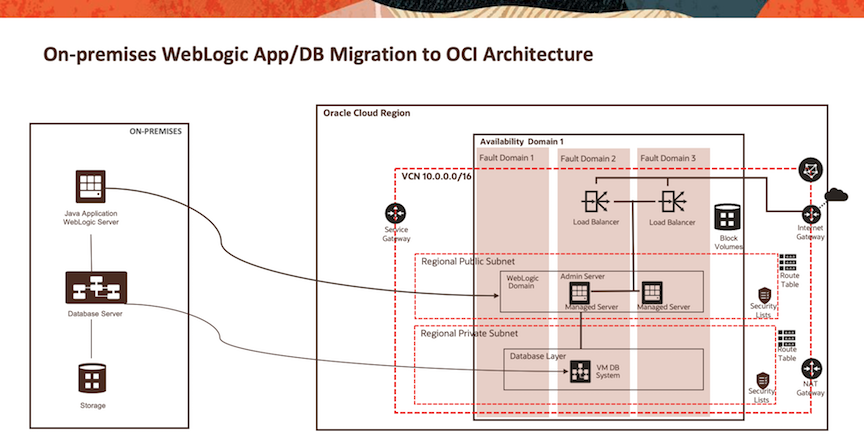 On-premises WebLogic App/DB Migration to OCI Architecture
ON-PREMISES
Java Application
WebLogic Server
Database Server
Storage
Oracle Cloud Region
Availability Domain 1
Fault Domain 1
Fault Domain 2
Fault Domain 3
VCN 10.0.0.0/16
Service
Gateway
Load Balancer
Load Balancer
Block
Volumes
Internet
Gateway
Regional Public Subnet
WebLogic
Domain
Admin Server
Managed Server
Managed Server
Route
Table
Security
Lists
Regional Private Subnet
Database Layer
VM DB
System
Route
Table
Security
Lists
NAT
Gateway